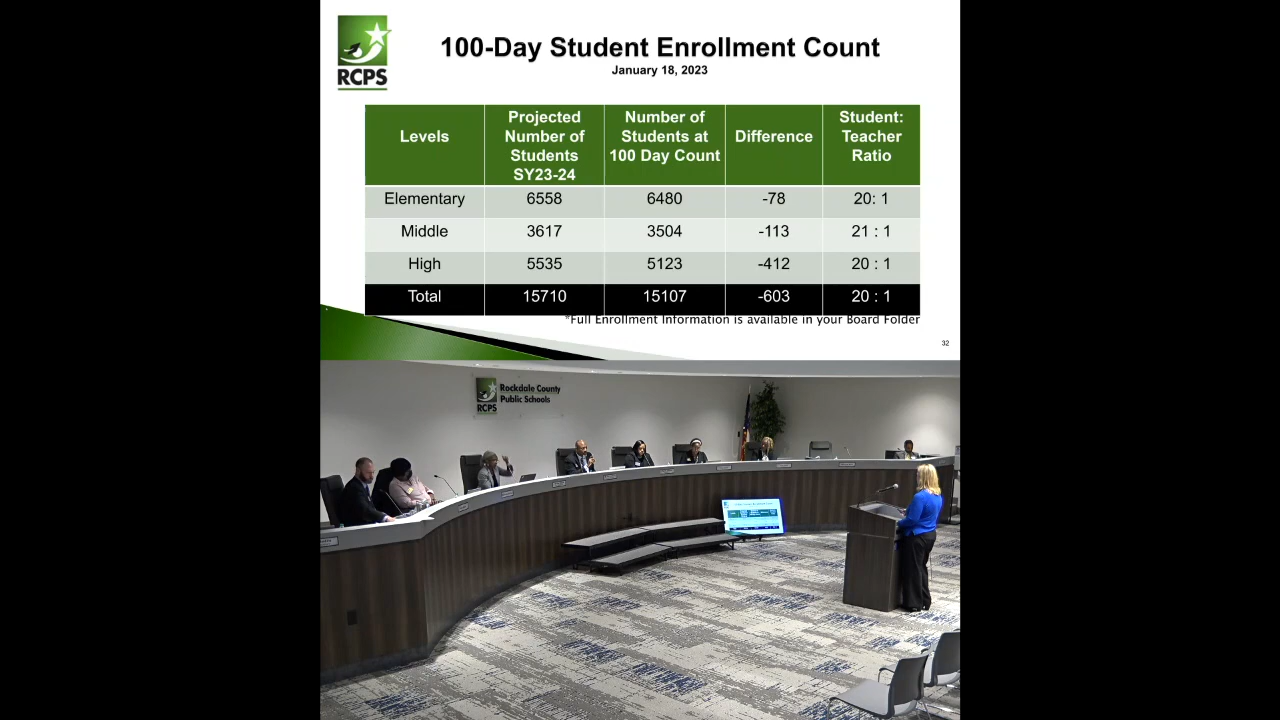 RCPS
100-Day Student Enrollment Count
January 18, 2023
Levels | Projected Number of Students SY23-24 | Number of Students at 100 Day Count | Difference | Student: Teacher Ratio
Elementary | 6558 | 6480 | -78 | 20: 1
Middle | 3617 | 3504 | -113 | 21 : 1
High | 5535 | 5123 | -412 | 20 : 1
Total | 15710 | 15107 | -603 | 20 : 1
*Full Enrollment Information is available in your Board Folder
32
Rockdale County
Public Schools
RCPS